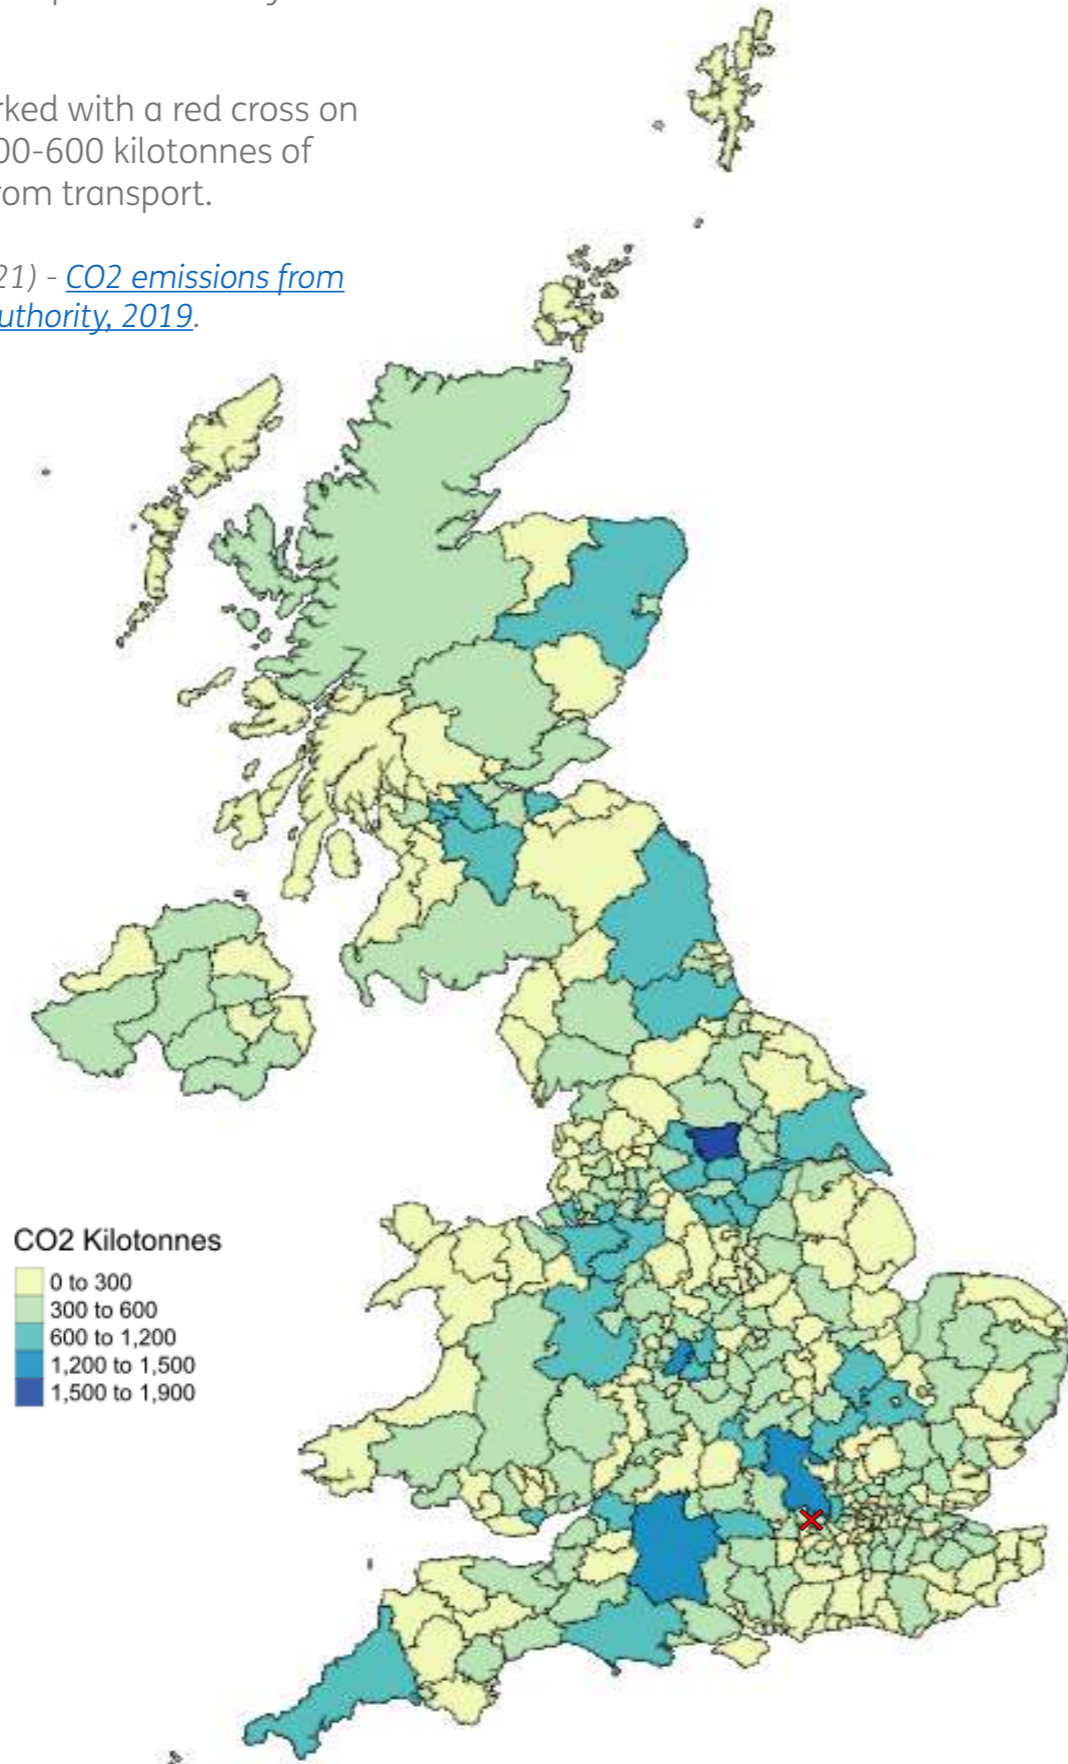 rked with a red cross on
00-600 kilotonnes of
rom transport.
21) - CO2 emissions from
uthority, 2019.
CO2 Kilotonnes
0 to 300
300 to 600
600 to 1,200
1,200 to 1,500
1,500 to 1,900